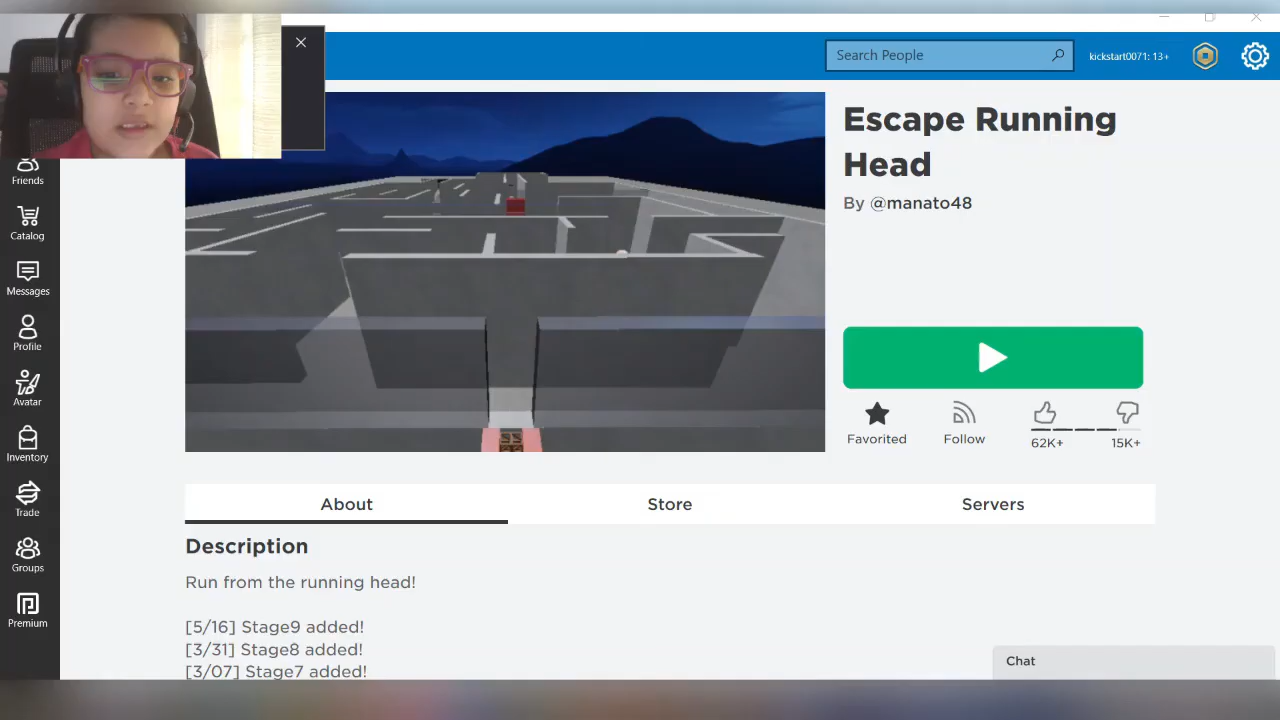 Search People
kickstart0071: 13+
Escape Running
Head
By @manato48
Friends
Catalog
Messages
Profile
Avatar
Inventory
Trade
Groups
Premium
Favorited
Follow
62K+
15K+
About
Store
Servers
Description
Run from the running head!
[5/16] Stage9 added!
[3/31] Stage8 added!
[3/07] Stage7 added!
Chat